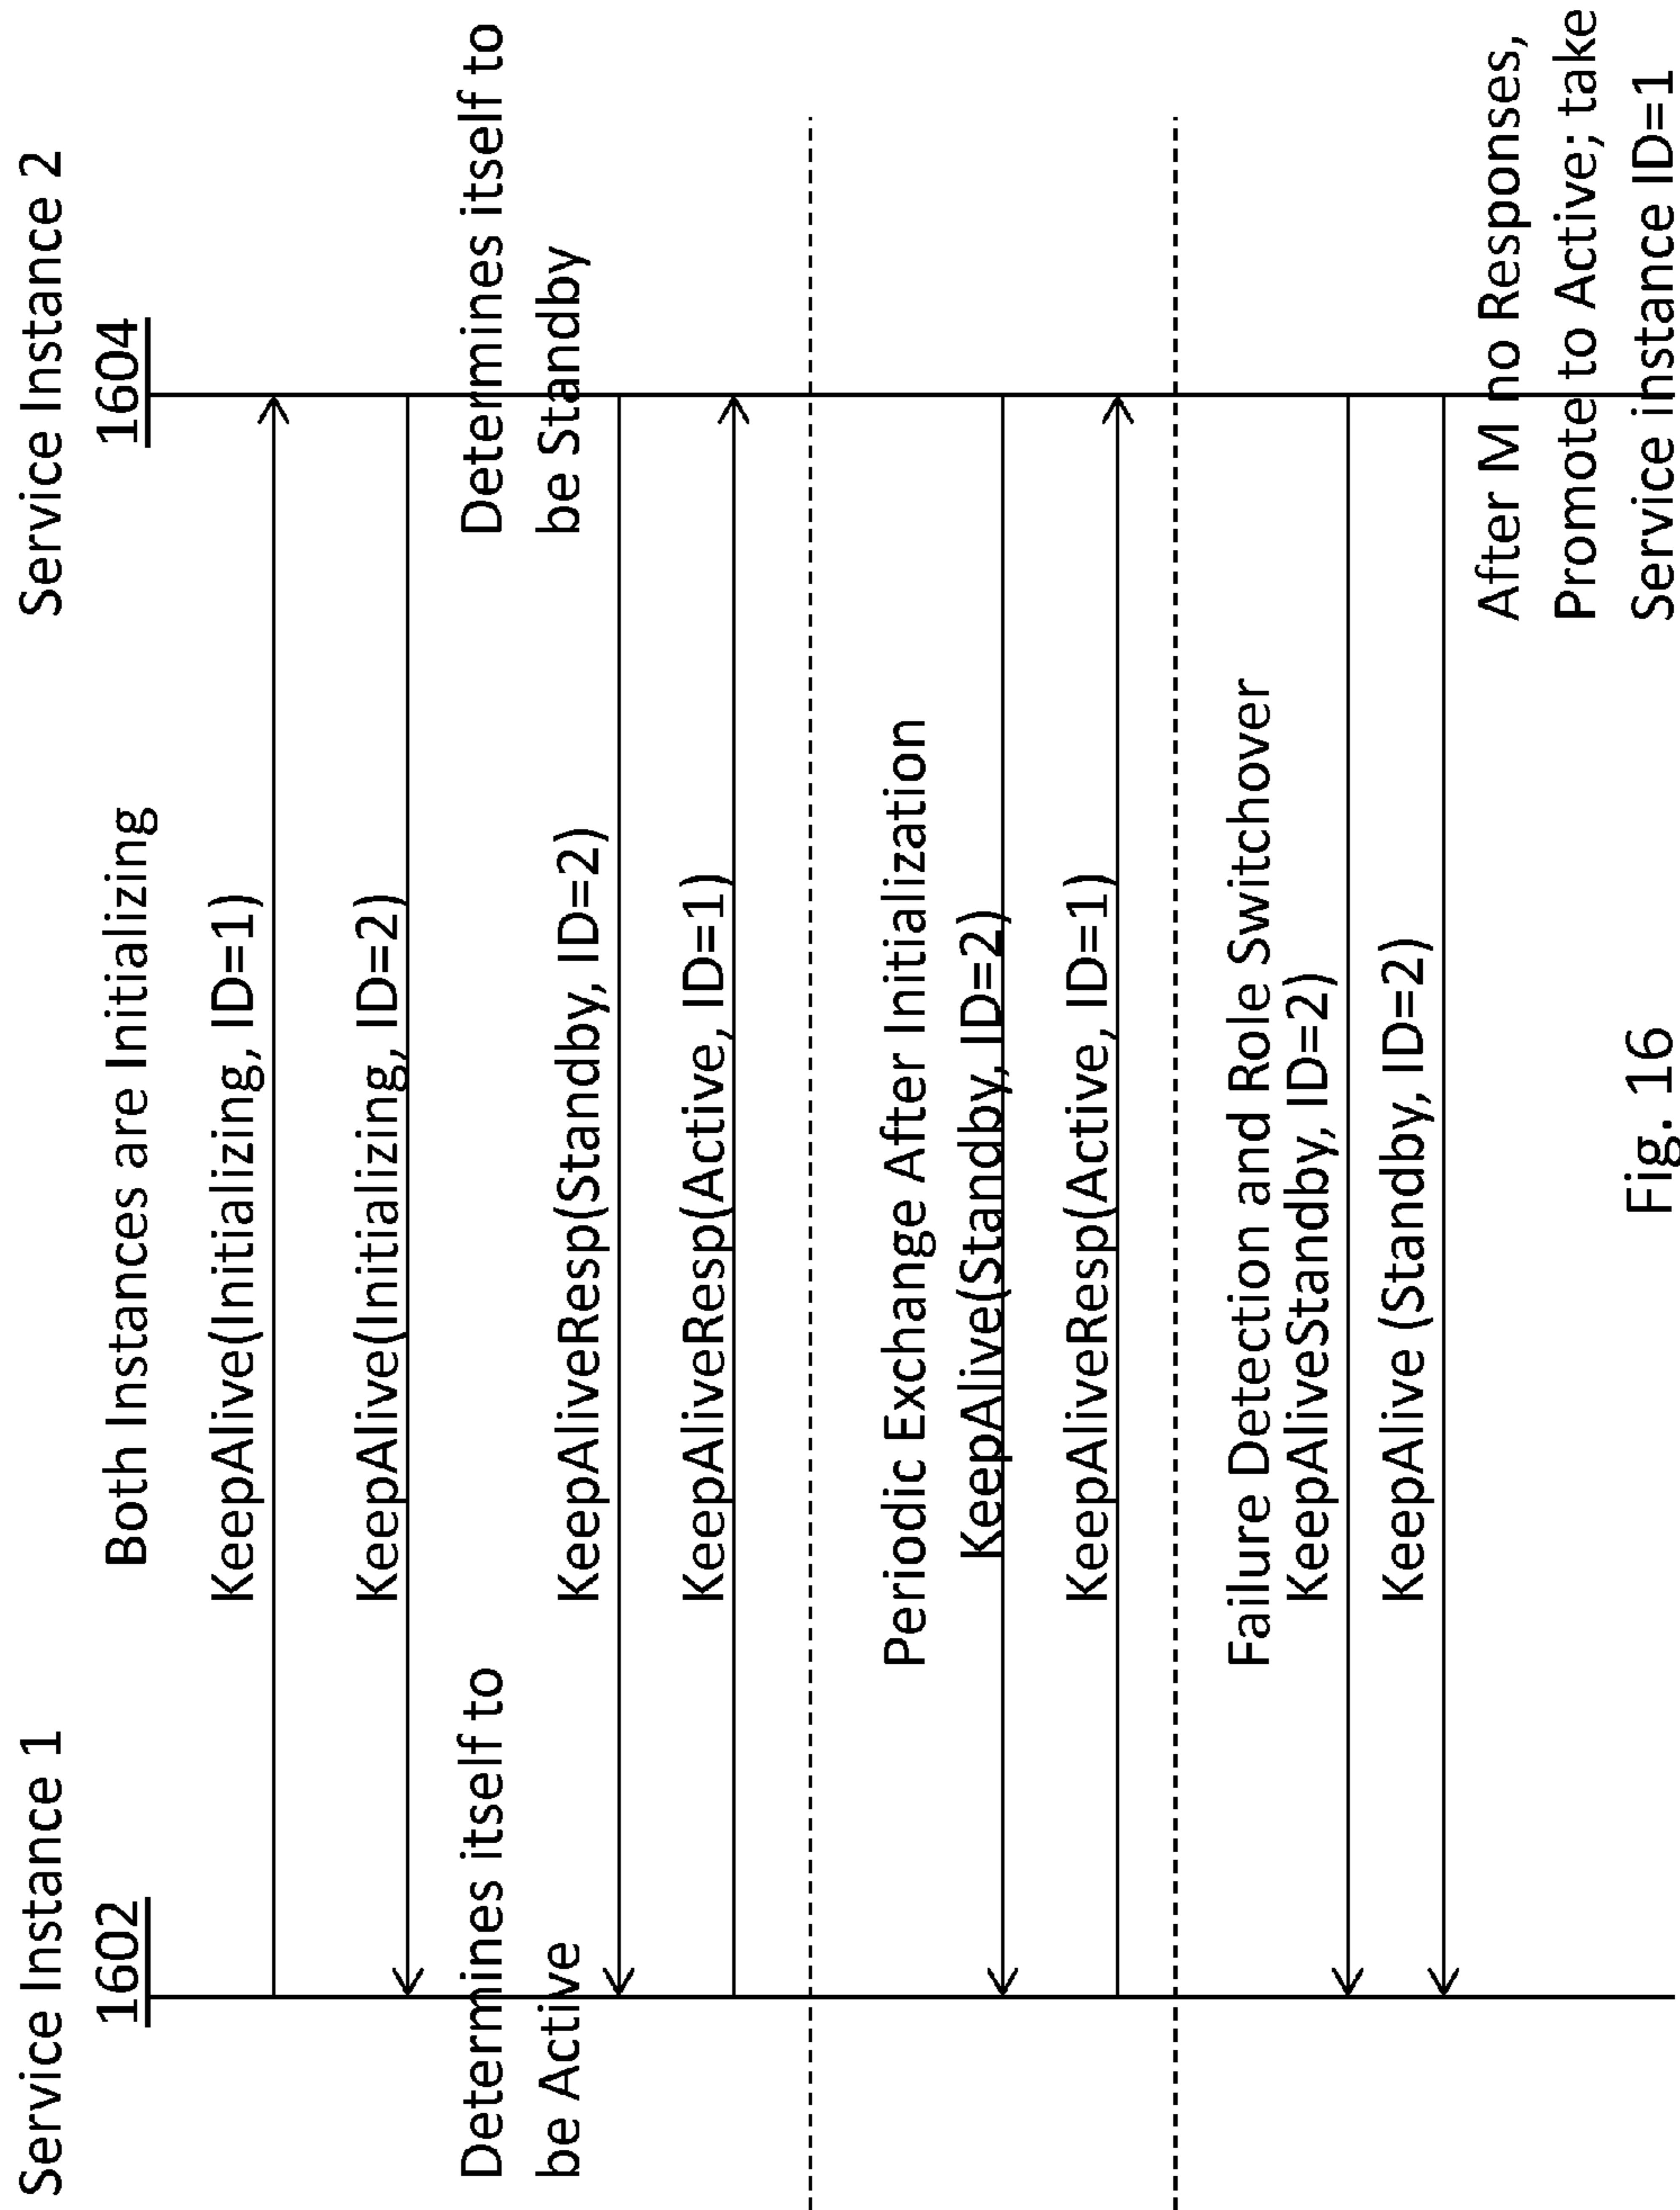 Service Instance 1
Service Instance 2
1602
1604
Both Instances are Initializing
KeepAlive(Initializing, ID=1)
KeepAlive(Initializing, ID=2)
Determines itself to
be Active
Determines itself to
be Standby
KeepAliveResp(Standby, ID=2)
KeepAliveResp(Active, ID=1)
Periodic Exchange After Initialization
KeepAlive(Standby, ID=2)
KeepAliveResp(Active, ID=1)
Failure Detection and Role Switchover
KeepAliveStandby, ID=2)
KeepAlive (Standby, ID=2)
After M no Responses,
Promote to Active; take
Service instance ID=1
Fig. 16